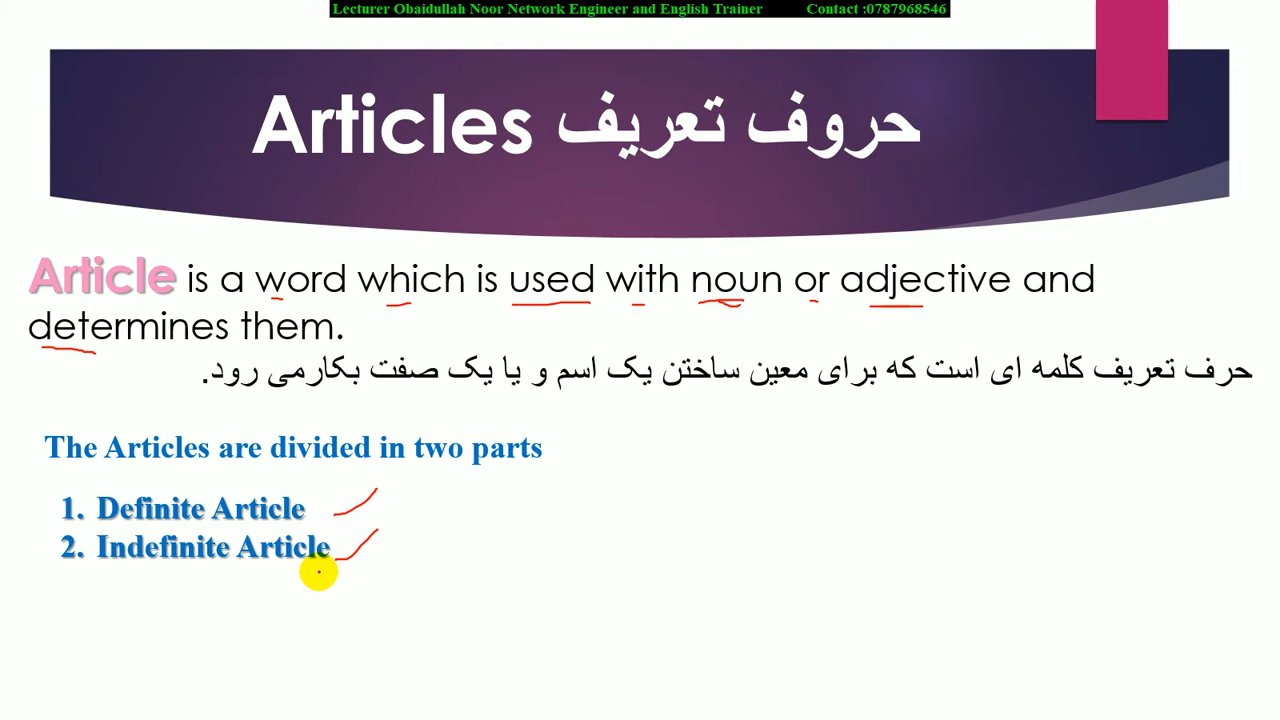 Lecturer Obaidullah Noor Network Engineer and English Trainer Contact :0787968546
Articles حروف تعریف
Article is a word which is used with noun or adjective and
determines them.
حرف تعریف کلمه ای است که برای معین ساختن یک اسم و یا یک صفت بکارمی رود.
The Articles are divided in two parts
1. Definite Article
2. Indefinite Article